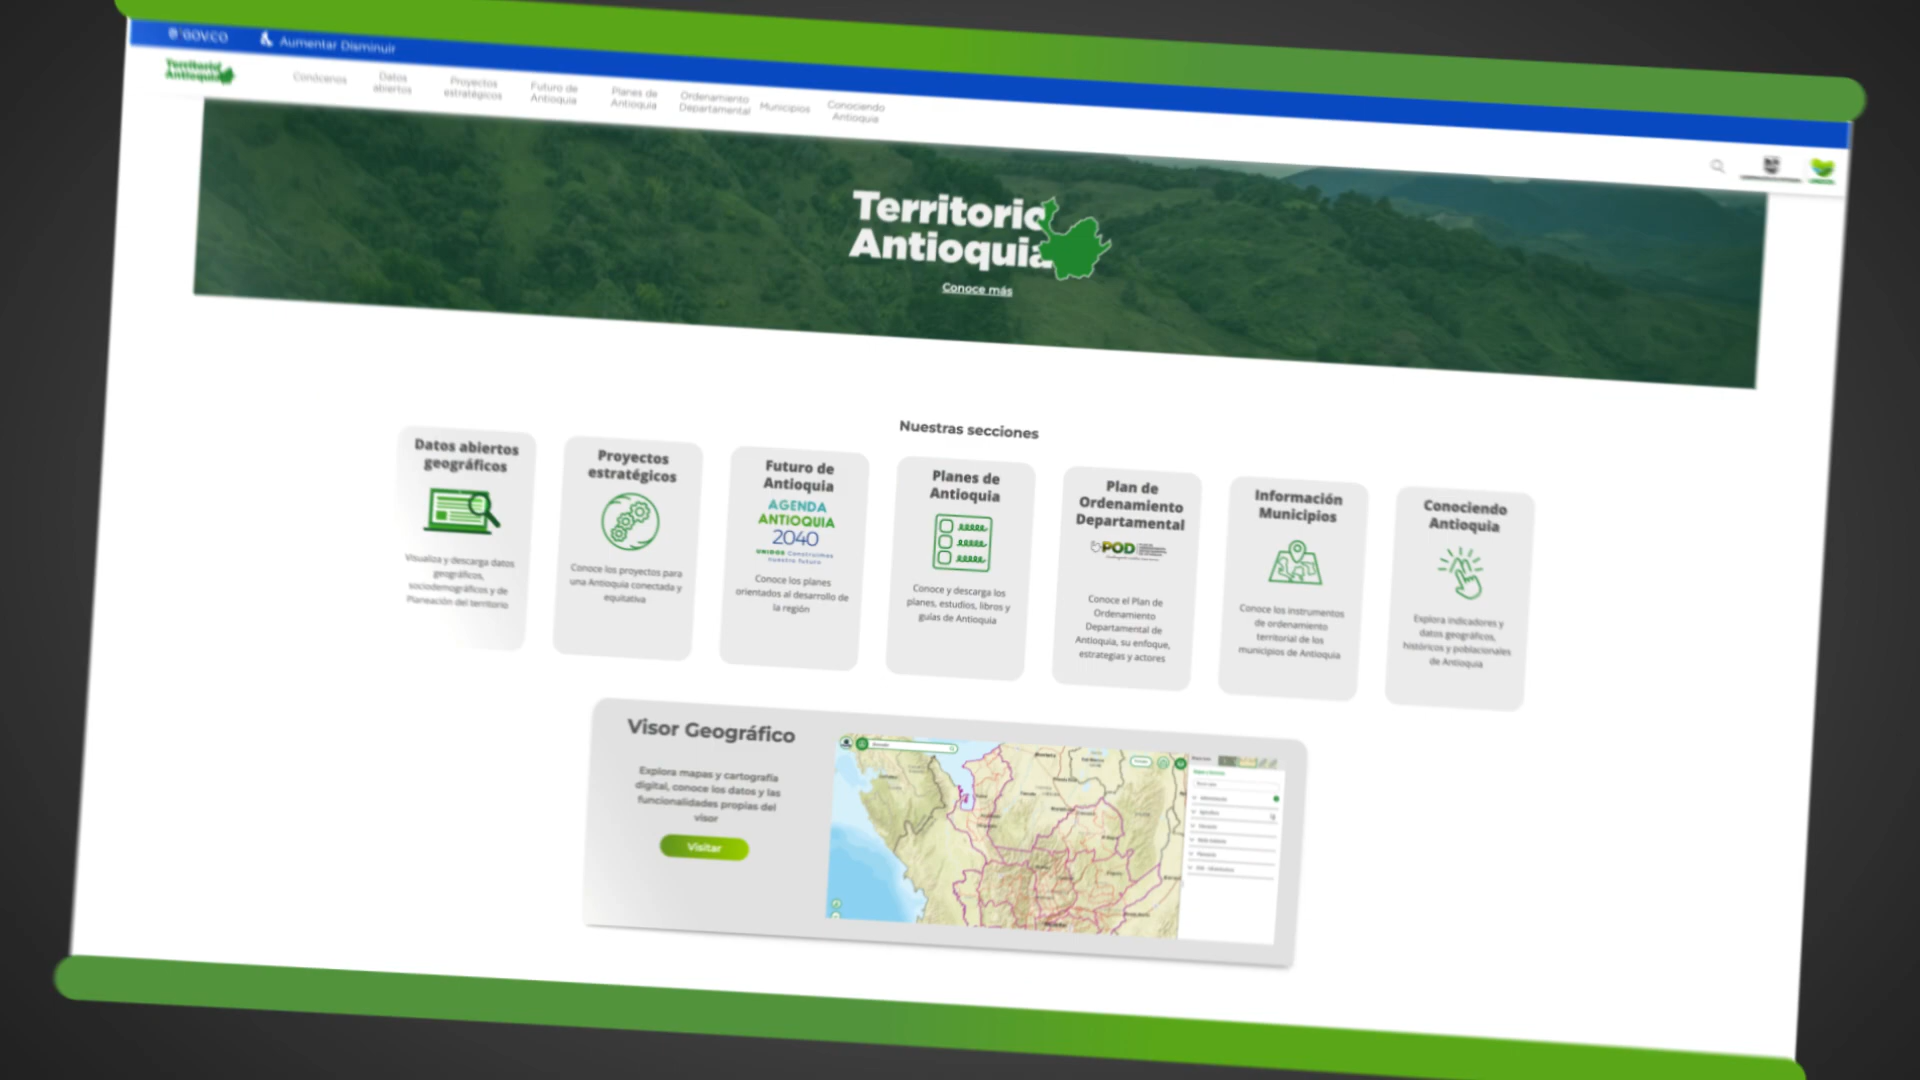 GOV.CO
Aumentar Disminuir
Territorio
Antioquia
Conócenos
Datos
abiertos
Proyectos
estratégicos
Futuro de
Antioquia
Planes de
Antioquia
Ordenamiento
Departamental
Municipios
Conociendo
Antioquia
Territorio
Antioquia
Conoce más
Nuestras secciones
Datos abiertos
geográficos
Visualiza y descarga datos
geográficos,
sociodemográficos y de
Planeación del territorio
Proyectos
estratégicos
Conoce los proyectos para
una Antioquia conectada y
equitativa
Futuro de
Antioquia
AGENDA
ANTIOQUIA
2040
UNIDOS Construimos
nuestro futuro
Conoce los planes
orientados al desarrollo de
la región
Planes de
Antioquia
Conoce y descarga los
planes, estudios, libros y
guías de Antioquia
Plan de
Ordenamiento
Departamental
POD
Conoce el Plan de
Ordenamiento
Departamental de
Antioquia, su enfoque,
estrategias y actores
Información
Municipios
Conoce los instrumentos
de ordenamiento
territorial de los
municipios de Antioquia
Conociendo
Antioquia
Explora indicadores y
datos geográficos,
históricos y poblacionales
de Antioquia
Visor Geográfico
Explora mapas y cartografía
digital, conoce los datos y las
funcionalidades propias del
visor
Visitar